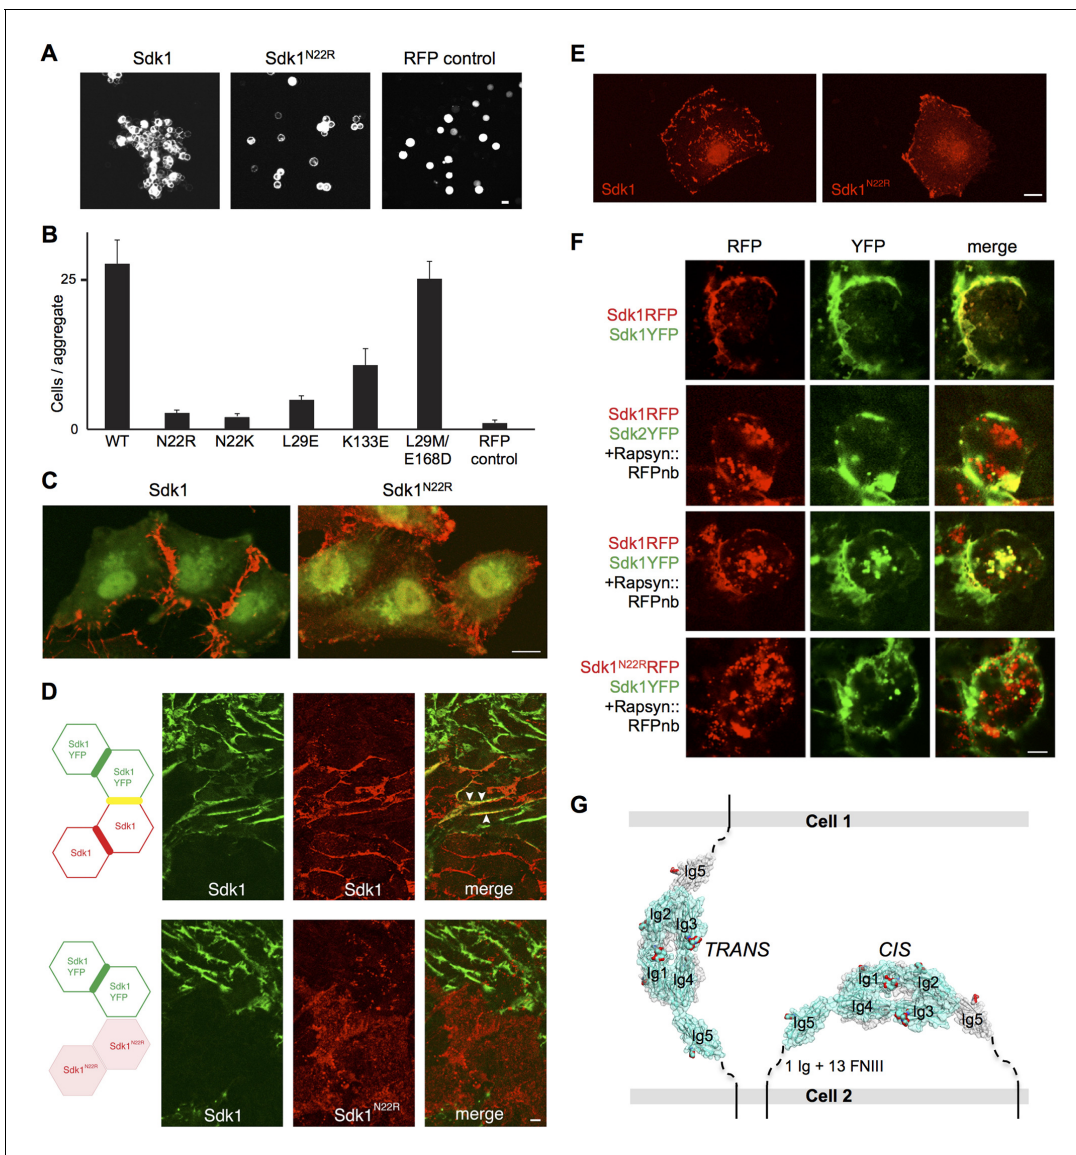 A
Sdk1
Sdk1N22R
RFP control
B
Cells / aggregate
25
0
WT
N22R
N22K
L29E
K133E
L29M/
E168D
RFP
control
C
Sdk1
Sdk1N22R
D
Sdk1
YFP
Sdk1
YFP
Sdk1
Sdk1
Sdk1
Sdk1
merge
Sdk1
YFP
Sdk1
YFP
Sdk1N22R
Sdk1N22R
Sdk1
Sdk1N22R
merge
E
Sdk1
Sdk1N22R
F
RFP
YFP
merge
Sdk1RFP
Sdk1YFP
Sdk1RFP
Sdk2YFP
+Rapsyn::
RFPnb
Sdk1RFP
Sdk1YFP
+Rapsyn::
RFPnb
Sdk1N22RRFP
Sdk1YFP
+Rapsyn::
RFPnb
G
Cell 1
Ig5
Ig2
Ig3
TRANS
Ig1
Ig4
Ig5
CIS
Ig1
Ig2
Ig4
Ig3
Ig5
Ig5
1 Ig + 13 FNIII
Cell 2